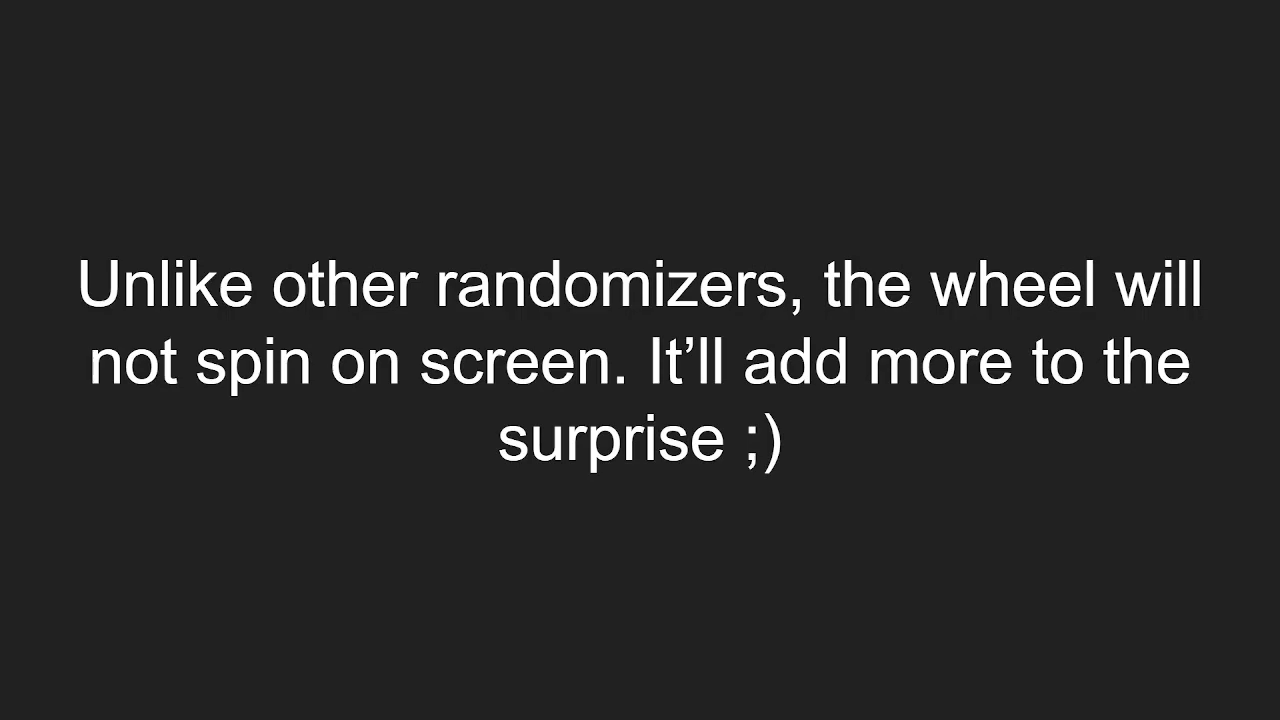 Unlike other randomizers, the wheel will
not spin on screen. It’ll add more to the
surprise ;)